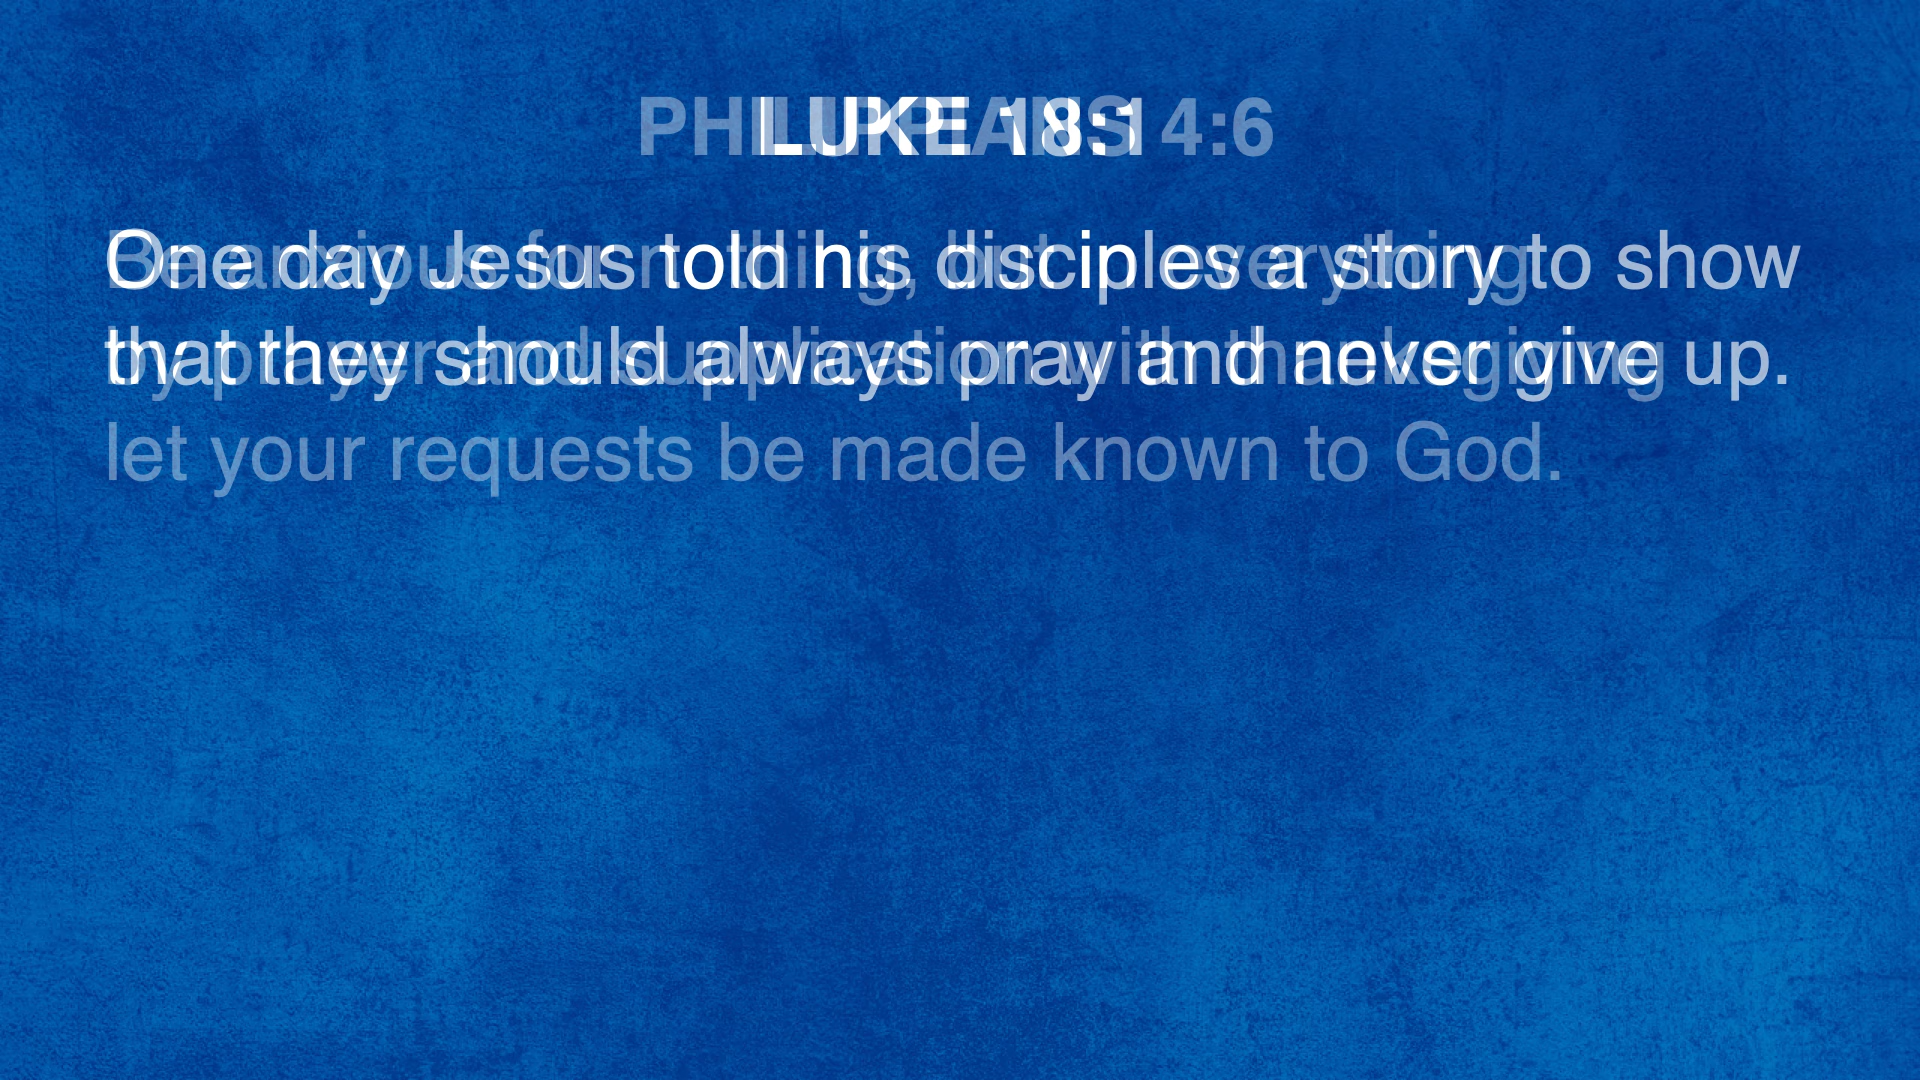 LUKE 18:1
One day Jesus told his disciples a story to show
that they should always pray and never give up.
PHILIPPIANS 4:6
Be anxious for nothing, but in everything
by prayer and supplication with thanksgiving
let your requests be made known to God.